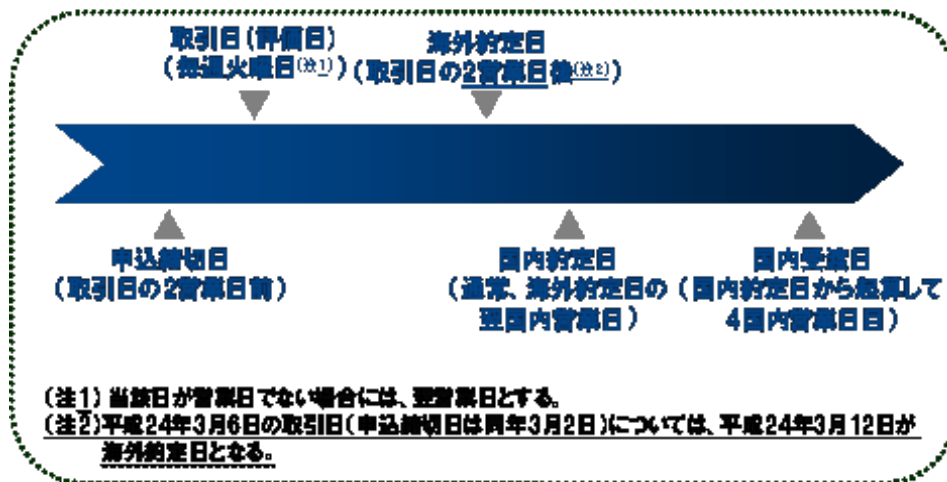 取引日(評価日)
(毎週火曜日(注1))
海外約定日
(取引日の2営業日後(注2))
申込締切日
(取引日の2営業日前)
国内約定日
(通常、海外約定日の
翌国内営業日)
国内受渡日
(国内約定日から起算して
4国内営業日目)
(注1) 当該日が営業日でない場合には、翌営業日とする。
(注2)平成24年3月6日の取引日(申込締切日は同年3月2日)については、平成24年3月12日が
海外約定日となる。